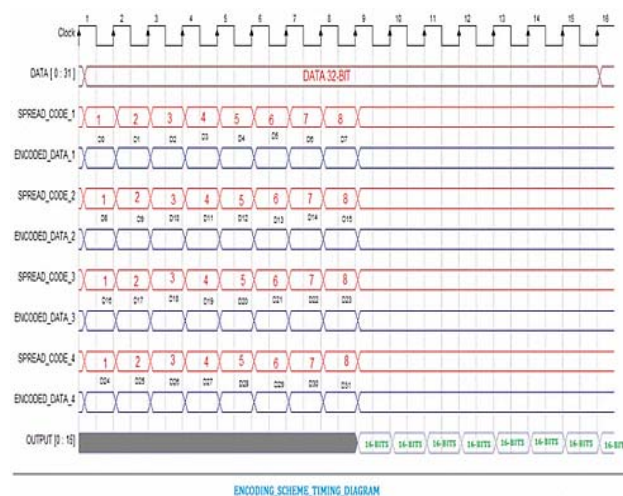 1 2 3 4 5 6 7 8 9 10 11 12 13 14 15 16
Clock
DATA [ 0 : 31 ] DATA 32-BIT
SPREAD_CODE_1 1 2 3 4 5 6 7 8
D0 D1 D2 D3 D4 D5 D6 D7
ENCODED_DATA_1
SPREAD_CODE_2 1 2 3 4 5 6 7 8
D8 D9 D10 D11 D12 D13 D14 D15
ENCODED_DATA_2
SPREAD_CODE_3 1 2 3 4 5 6 7 8
D16 D17 D18 D19 D20 D21 D22 D23
ENCODED_DATA_3
SPREAD_CODE_4 1 2 3 4 5 6 7 8
D24 D25 D26 D27 D28 D29 D30 D31
ENCODED_DATA_4
OUTPUT [0 : 15] 16-BITS 16-BITS 16-BITS 16-BITS 16-BITS 16-BITS 16-BITS 16-BITS
ENCODING_SCHEME_TIMING_DIAGRAM